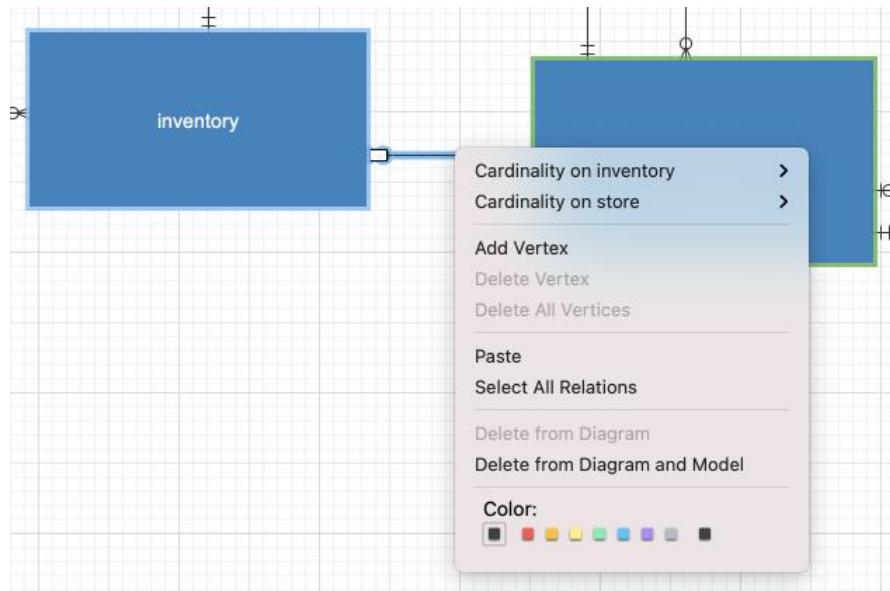 inventory
Cardinality on inventory
Cardinality on store
Add Vertex
Delete Vertex
Delete All Vertices
Paste
Select All Relations
Delete from Diagram
Delete from Diagram and Model
Color: